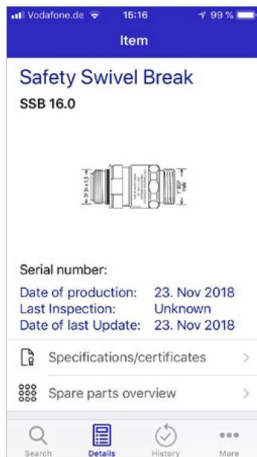 Vodafone.de 15:16 99 %
Item
Safety Swivel Break
SSB 16.0
Serial number:
Date of production: 23. Nov 2018
Last Inspection: Unknown
Date of last Update: 23. Nov 2018
Specifications/certificates
Spare parts overview
Search Details History More